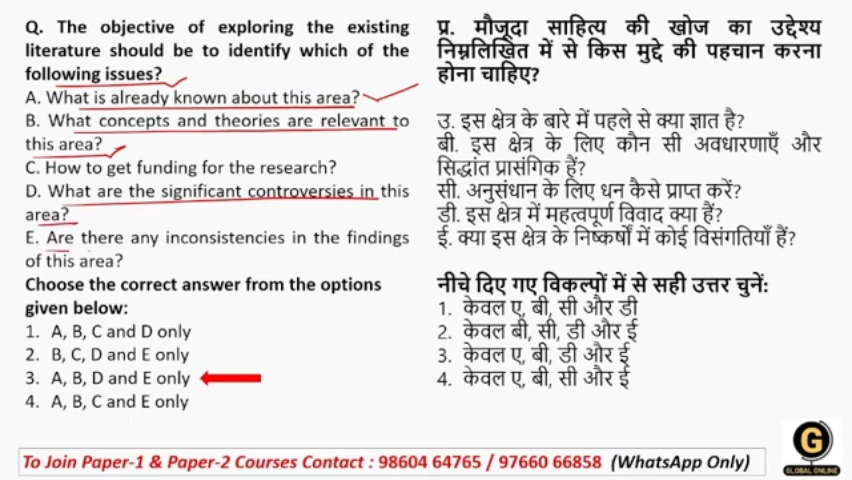 Q. The objective of exploring the existing
literature should be to identify which of the
following issues?
A. What is already known about this area?
B. What concepts and theories are relevant to
this area?
C. How to get funding for the research?
D. What are the significant controversies in this
area?
E. Are there any inconsistencies in the findings
of this area?
Choose the correct answer from the options
given below:
1. A, B, C and D only
2. B, C, D and E only
3. A, B, D and E only
4. A, B, C and E only
प्र. मौजूदा साहित्य की खोज का उद्देश्य
निम्नलिखित में से किस मुद्दे की पहचान करना
होना चाहिए?
उ. इस क्षेत्र के बारे में पहले से क्या ज्ञात है?
बी. इस क्षेत्र के लिए कौन सी अवधारणाएँ और
सिद्धांत प्रासंगिक हैं?
सी. अनुसंधान के लिए धन कैसे प्राप्त करें?
डी. इस क्षेत्र में महत्वपूर्ण विवाद क्या हैं?
ई. क्या इस क्षेत्र के निष्कर्षों में कोई विसंगतियाँ हैं?
नीचे दिए गए विकल्पों में से सही उत्तर चुनें:
1. केवल ए, बी, सी और डी
2. केवल बी, सी, डी और ई
3. केवल ए, बी, डी और ई
4. केवल ए, बी, सी और ई
G
GLOBAL ONLINE
To Join Paper-1 & Paper-2 Courses Contact : 98604 64765 / 97660 66858 (WhatsApp Only)